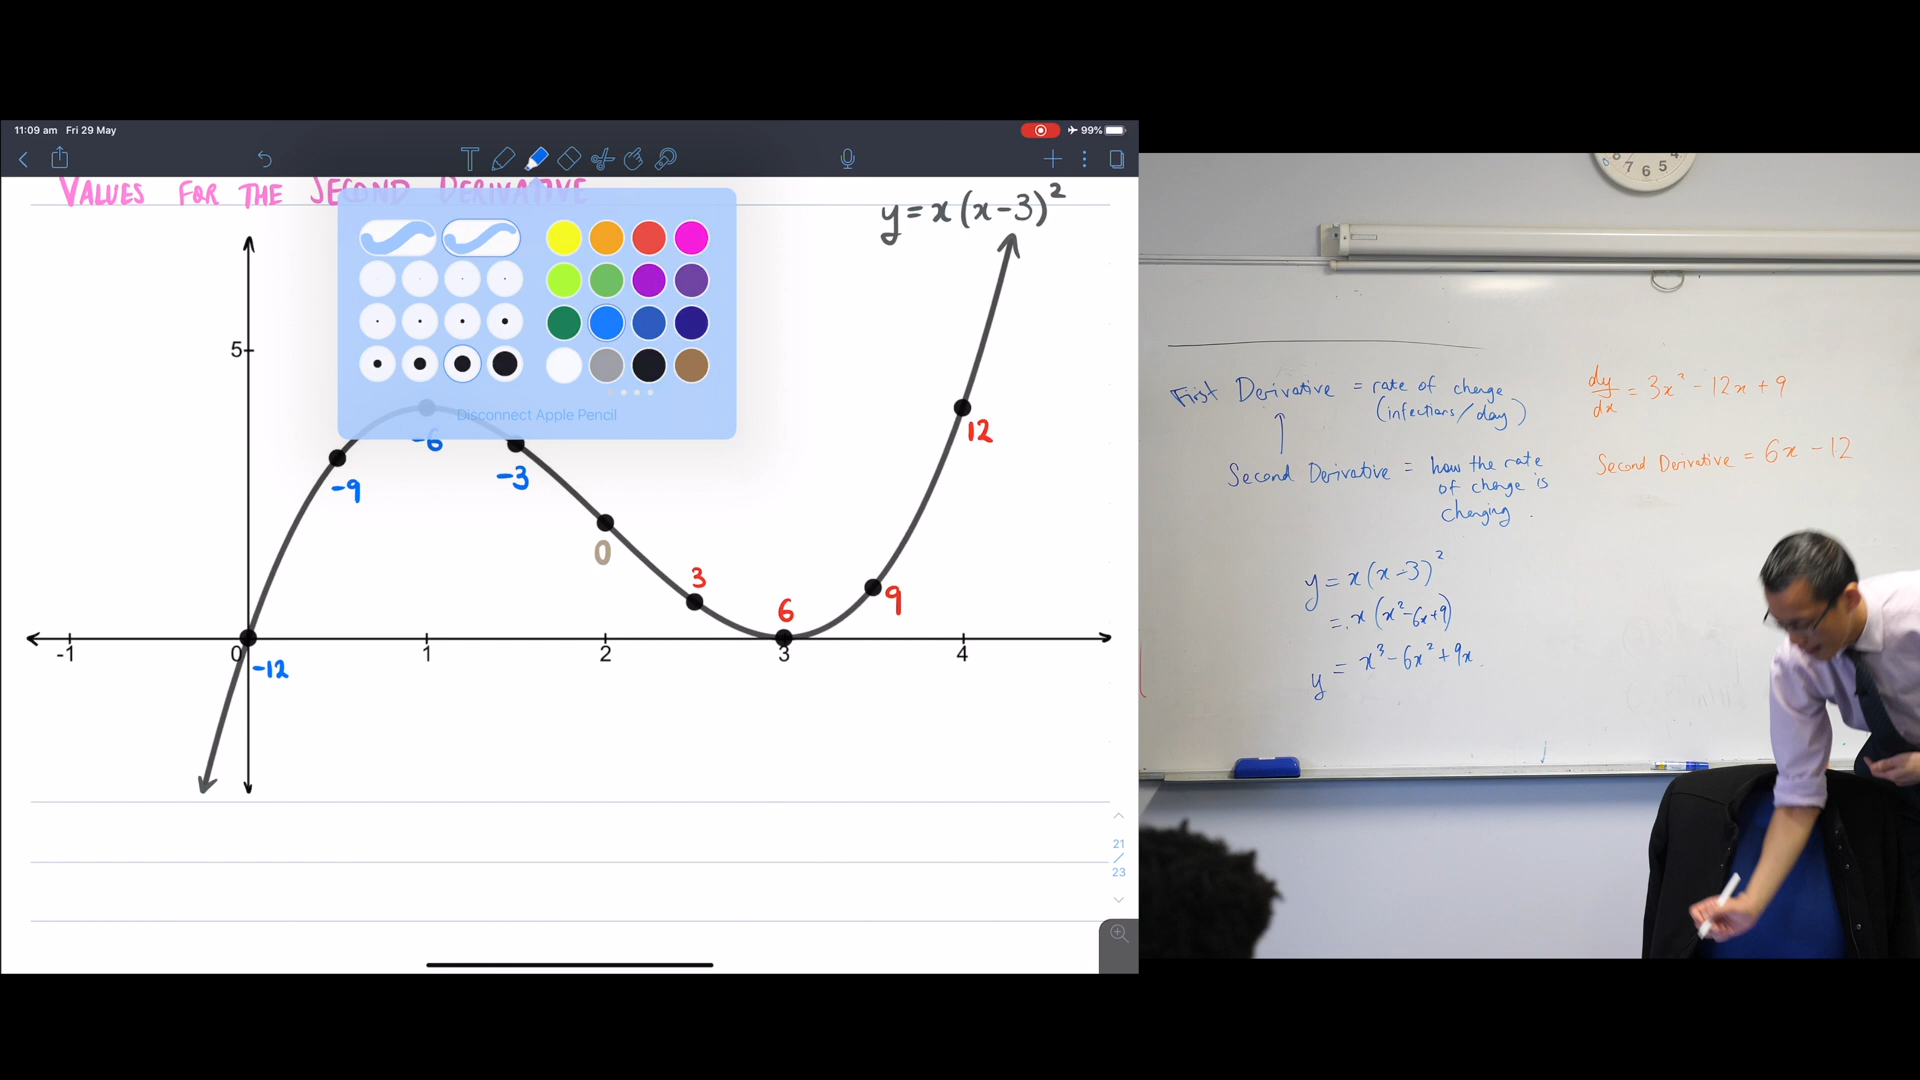 11:09 am Fri 29 May
99%
T
VALUES FOR THE SECOND DERIVATIVE
y = x(x-3)²
Disconnect Apple Pencil
5
-6
-9
-3
0
3
6
9
12
-1
0
1
2
3
4
-12
21
/
23
7 6 5
First Derivative = rate of change
(infections/day)
Second Derivative = how the rate
of change is
changing.
dy/dx = 3x² - 12x + 9
Second Derivative = 6x - 12
y = x(x-3)²
= x(x²-6x+9)
y = x³-6x²+9x